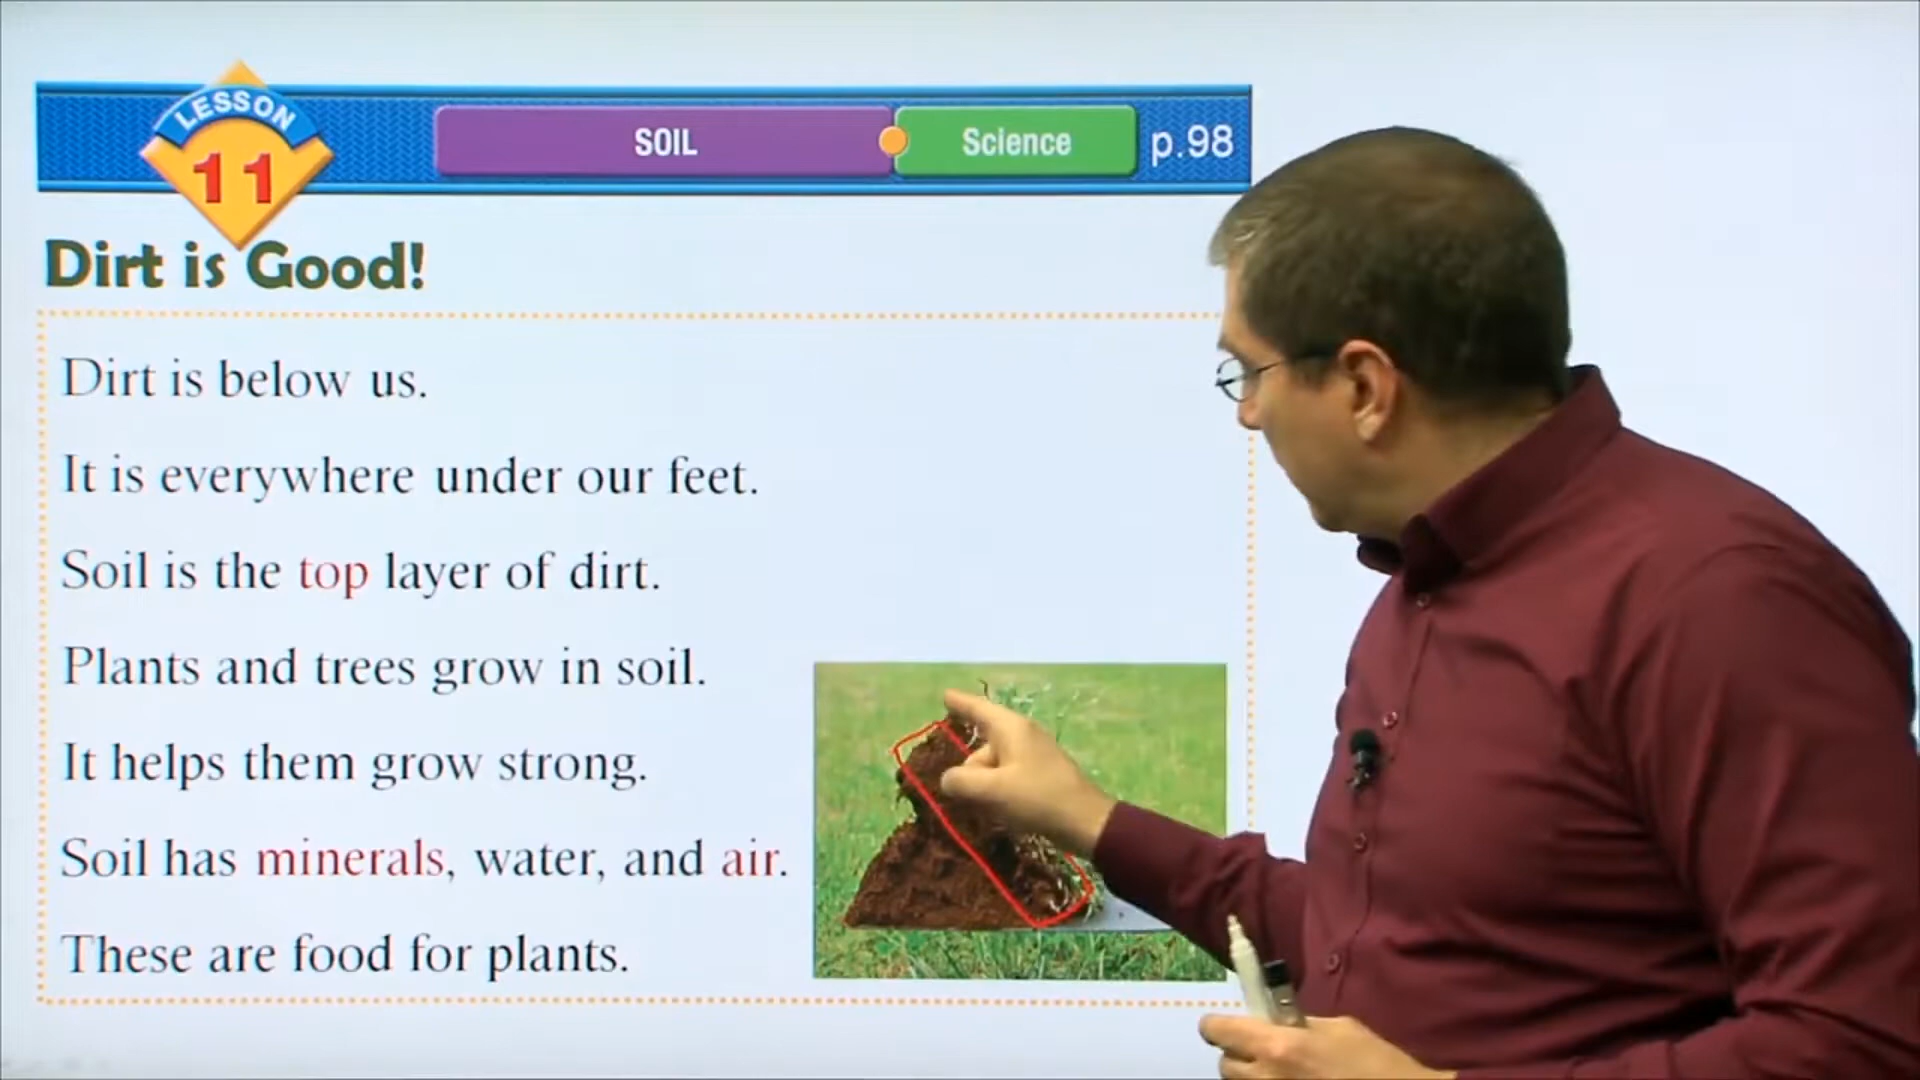 LESSON
11
SOIL
Science
p.98
Dirt is Good!
Dirt is below us.
It is everywhere under our feet.
Soil is the top layer of dirt.
Plants and trees grow in soil.
It helps them grow strong.
Soil has minerals, water, and air.
These are food for plants.